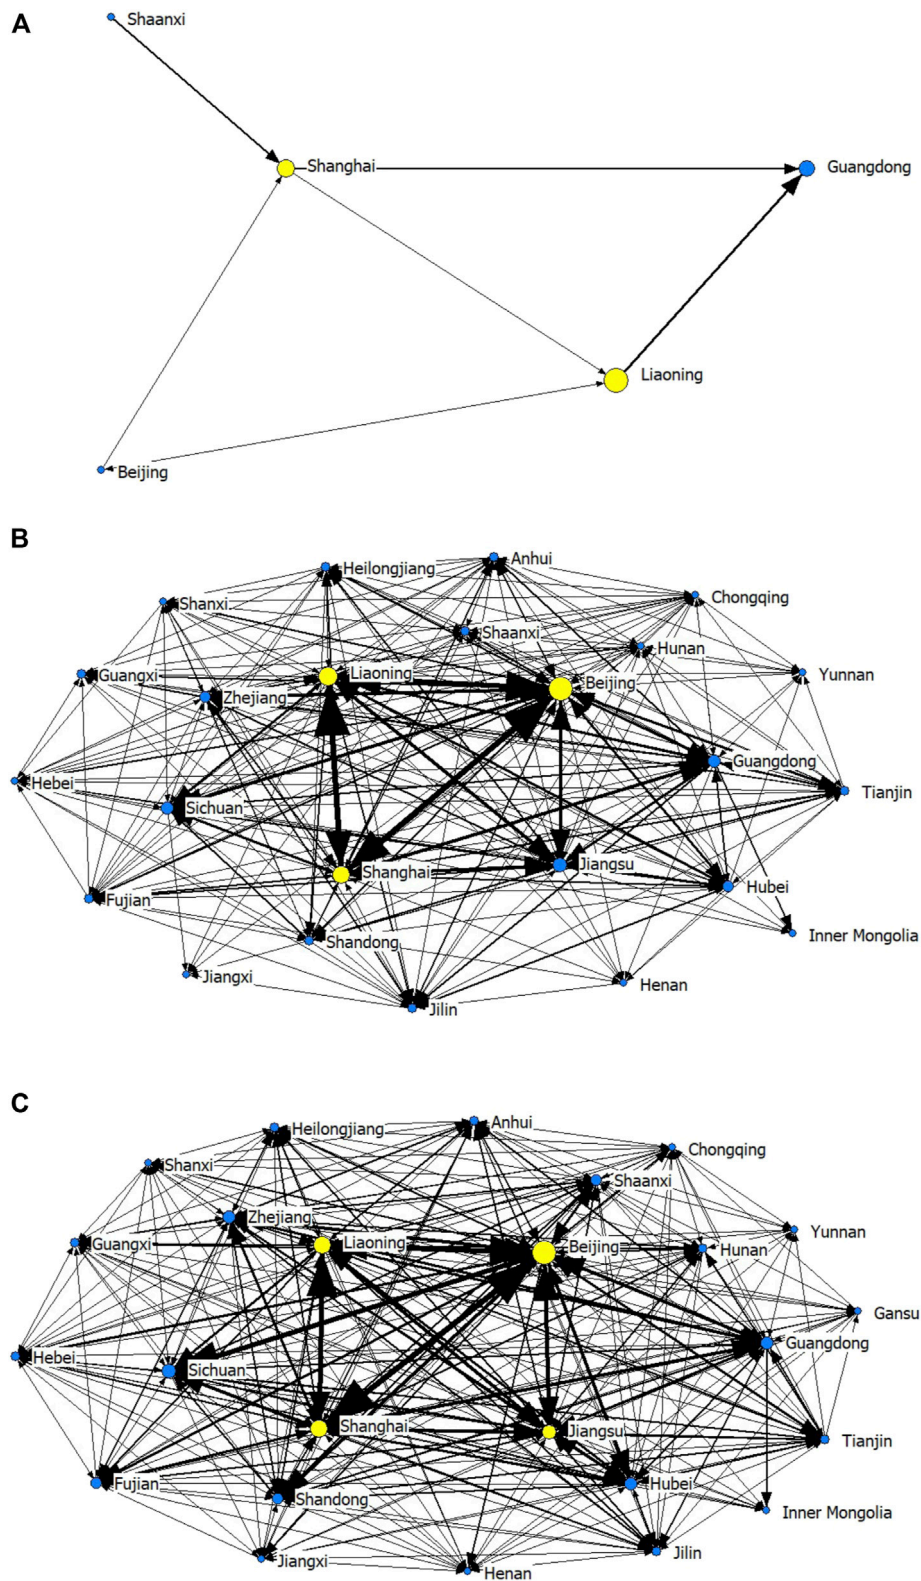 A
Shaanxi
Shanghai
Guangdong
Liaoning
Beijing
B
Anhui
Heilongjiang
Chongqing
Shanxi
Shaanxi
Hunan
Guangxi
Liaoning
Beijing
Yunnan
Zhejiang
Guangdong
Hebei
Tianjin
Sichuan
Jiangsu
Shanghai
Hubei
Fujian
Inner Mongolia
Shandong
Jiangxi
Henan
Jilin
C
Anhui
Heilongjiang
Chongqing
Shanxi
Shaanxi
Zhejiang
Yunnan
Liaoning
Beijing
Guangxi
Hunan
Gansu
Guangdong
Hebei
Sichuan
Shanghai
Jiangsu
Tianjin
Fujian
Hubei
Shandong
Inner Mongolia
Jiangxi
Jilin
Henan